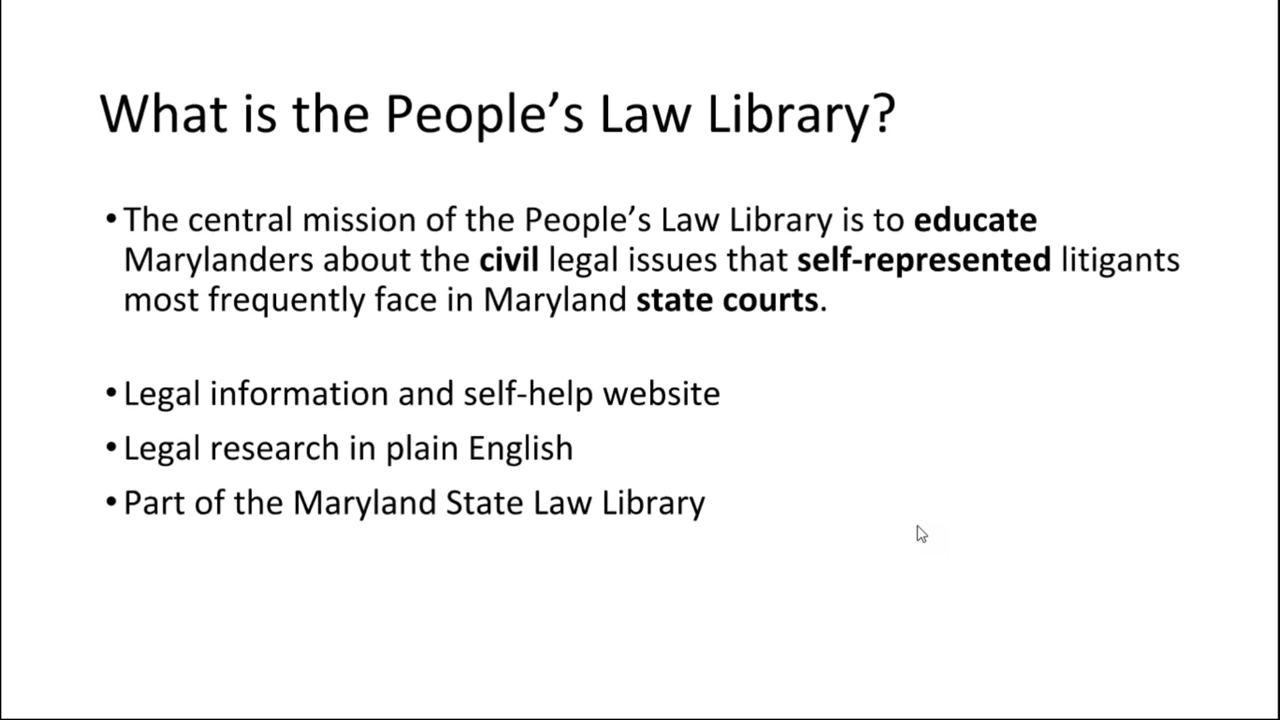 What is the People’s Law Library?
• The central mission of the People’s Law Library is to educate
Marylanders about the civil legal issues that self-represented litigants
most frequently face in Maryland state courts.
• Legal information and self-help website
• Legal research in plain English
• Part of the Maryland State Law Library